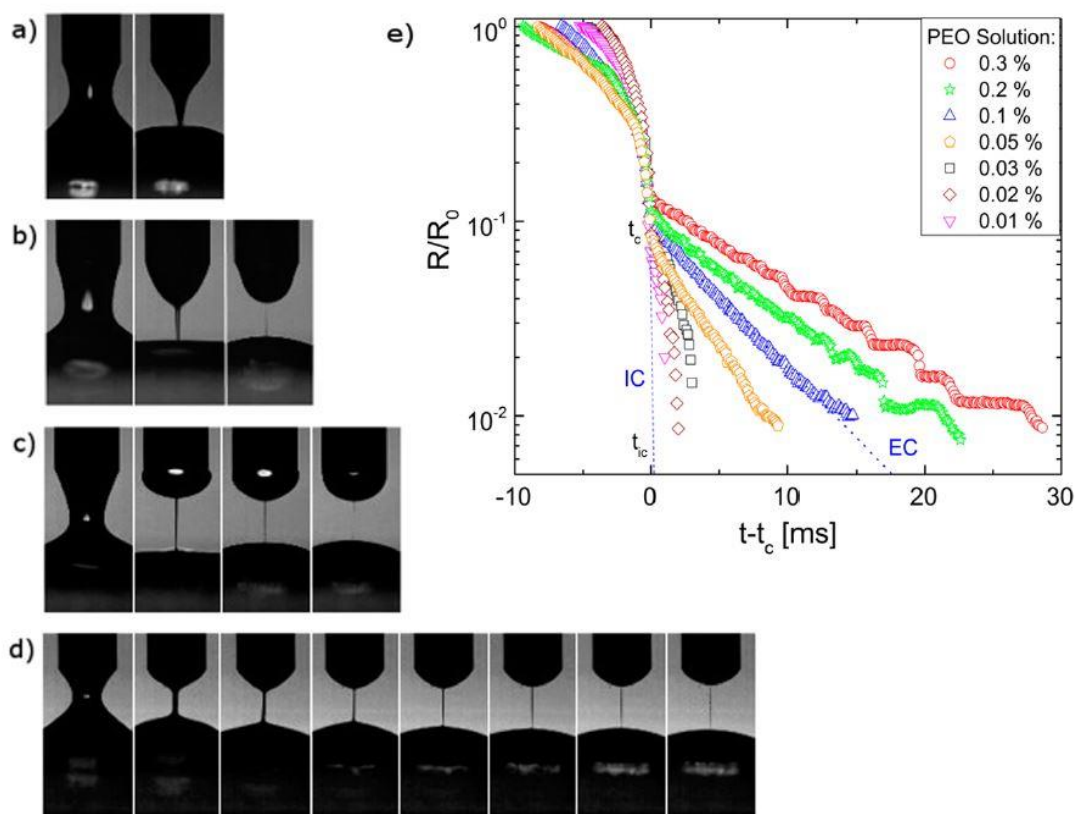 a)
b)
c)
d)
e)
PEO Solution:
0.3 %
0.2 %
0.1 %
0.05 %
0.03 %
0.02 %
0.01 %
10⁰
10⁻¹
10⁻²
R/R₀
t_c
t_ic
IC
EC
-10 0 10 20 30
t-t_c [ms]